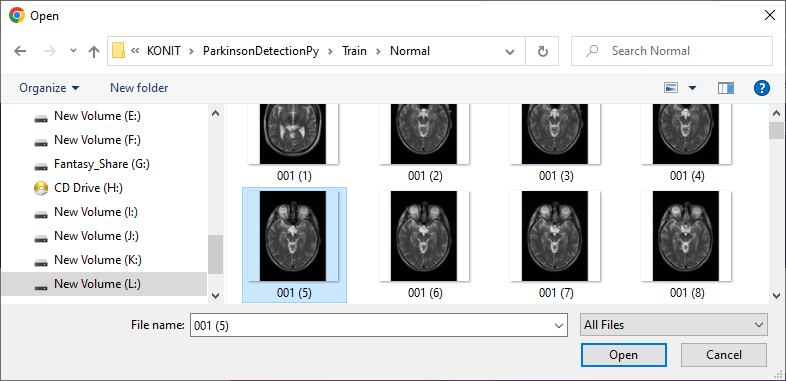 Open
KONIT ParkinsonDetectionPy Train Normal
Search Normal
Organize New folder
New Volume (E:)
New Volume (F:)
Fantasy_Share (G:)
CD Drive (H:)
New Volume (I:)
New Volume (J:)
New Volume (K:)
New Volume (L:)
001 (1) 001 (2) 001 (3) 001 (4)
001 (5) 001 (6) 001 (7) 001 (8)
File name: 001 (5) All Files
Open Cancel